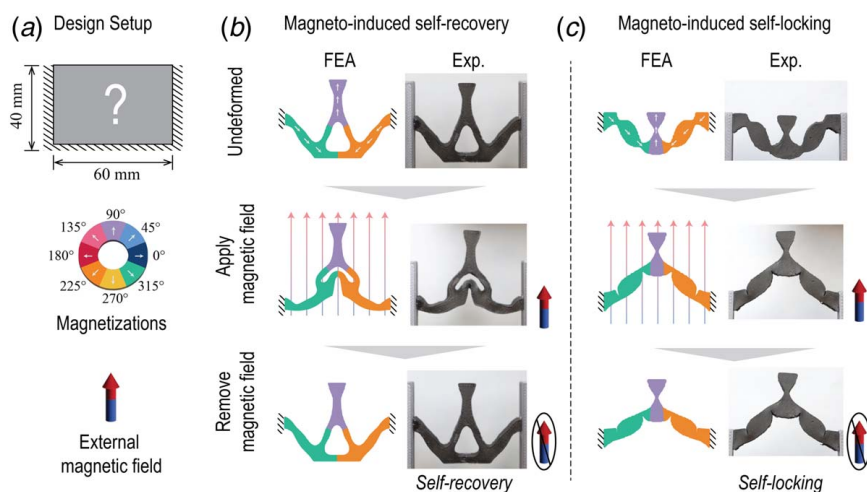 (a) Design Setup
?
40 mm
60 mm
90°
135°
45°
180°
0°
225°
315°
270°
Magnetizations
External
magnetic field
(b) Magneto-induced self-recovery
FEA
Exp.
Undeformed
Apply
magnetic field
Remove
magnetic field
Self-recovery
(c) Magneto-induced self-locking
FEA
Exp.
Self-locking